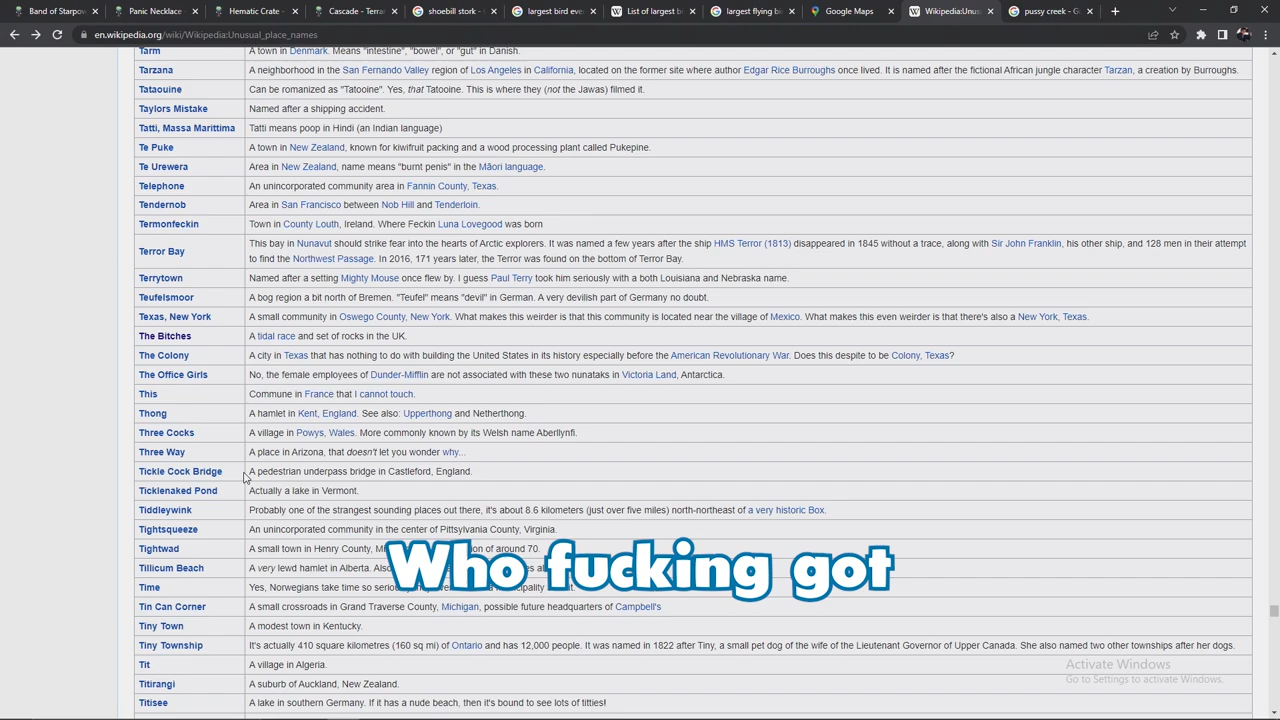 Band of Starpow
Panic Necklace
Hematic Crate - 
Cascade - Terra
shoebill stork - 
largest bird eve
List of largest b
largest flying bir
Google Maps
Wikipedia:Unus
pussy creek - G
en.wikipedia.org/wiki/Wikipedia:Unusual_place_names
Tarm A town in Denmark. Means "intestine", "bowel", or "gut" in Danish.
Tarzana A neighborhood in the San Fernando Valley region of Los Angeles in California, located on the former site where author Edgar Rice Burroughs once lived. It is named after the fictional African jungle character Tarzan, a creation by Burroughs.
Tataouine Can be romanized as "Tatooine". Yes, that Tatooine. This is where they (not the Jawas) filmed it.
Taylors Mistake Named after a shipping accident.
Tatti, Massa Marittima Tatti means poop in Hindi (an Indian language)
Te Puke A town in New Zealand, known for kiwifruit packing and a wood processing plant called Pukepine.
Te Urewera Area in New Zealand, name means "burnt penis" in the Māori language.
Telephone An unincorporated community area in Fannin County, Texas.
Tendernob Area in San Francisco between Nob Hill and Tenderloin.
Termonfeckin Town in County Louth, Ireland. Where Feckin Luna Lovegood was born
Terror Bay This bay in Nunavut should strike fear into the hearts of Arctic explorers. It was named a few years after the ship HMS Terror (1813) disappeared in 1845 without a trace, along with Sir John Franklin, his other ship, and 128 men in their attempt
to find the Northwest Passage. In 2016, 171 years later, the Terror was found on the bottom of Terror Bay.
Terrytown Named after a setting Mighty Mouse once flew by. I guess Paul Terry took him seriously with a both Louisiana and Nebraska name.
Teufelsmoor A bog region a bit north of Bremen. "Teufel" means "devil" in German. A very devilish part of Germany no doubt.
Texas, New York A small community in Oswego County, New York. What makes this weirder is that this community is located near the village of Mexico. What makes this even weirder is that there's also a New York, Texas.
The Bitches A tidal race and set of rocks in the UK.
The Colony A city in Texas that has nothing to do with building the United States in its history especially before the American Revolutionary War. Does this despite to be Colony, Texas?
The Office Girls No, the female employees of Dunder-Mifflin are not associated with these two nunataks in Victoria Land, Antarctica.
This Commune in France that I cannot touch.
Thong A hamlet in Kent, England. See also: Upperthong and Netherthong.
Three Cocks A village in Powys, Wales. More commonly known by its Welsh name Aberllynfi.
Three Way A place in Arizona, that doesn't let you wonder why...
Tickle Cock Bridge A pedestrian underpass bridge in Castleford, England.
Ticklenaked Pond Actually a lake in Vermont.
Tiddleywink Probably one of the strangest sounding places out there, it's about 8.6 kilometers (just over five miles) north-northeast of a very historic Box.
Tightsqueeze An unincorporated community in the center of Pittsylvania County, Virginia.
Tightwad A small town in Henry County, of around 70.
Who fucking got
Tillicum Beach A very lewd hamlet in Alberta.
Time Yes, Norwegians take time so
Tin Can Corner A small crossroads in Grand Traverse County, Michigan, possible future headquarters of Campbell's
Tiny Town A modest town in Kentucky.
Tiny Township It's actually 410 square kilometres (160 sq mi) of Ontario and has 12,000 people. It was named in 1822 after Tiny, a small pet dog of the wife of the Lieutenant Governor of Upper Canada. She also named two other townships after her dogs.
Tit A village in Algeria.
Activate Windows
Go to Settings to activate Windows.
Titirangi A suburb of Auckland, New Zealand.
Titisee A lake in southern Germany. If it has a nude beach, then it's bound to see lots of titties!